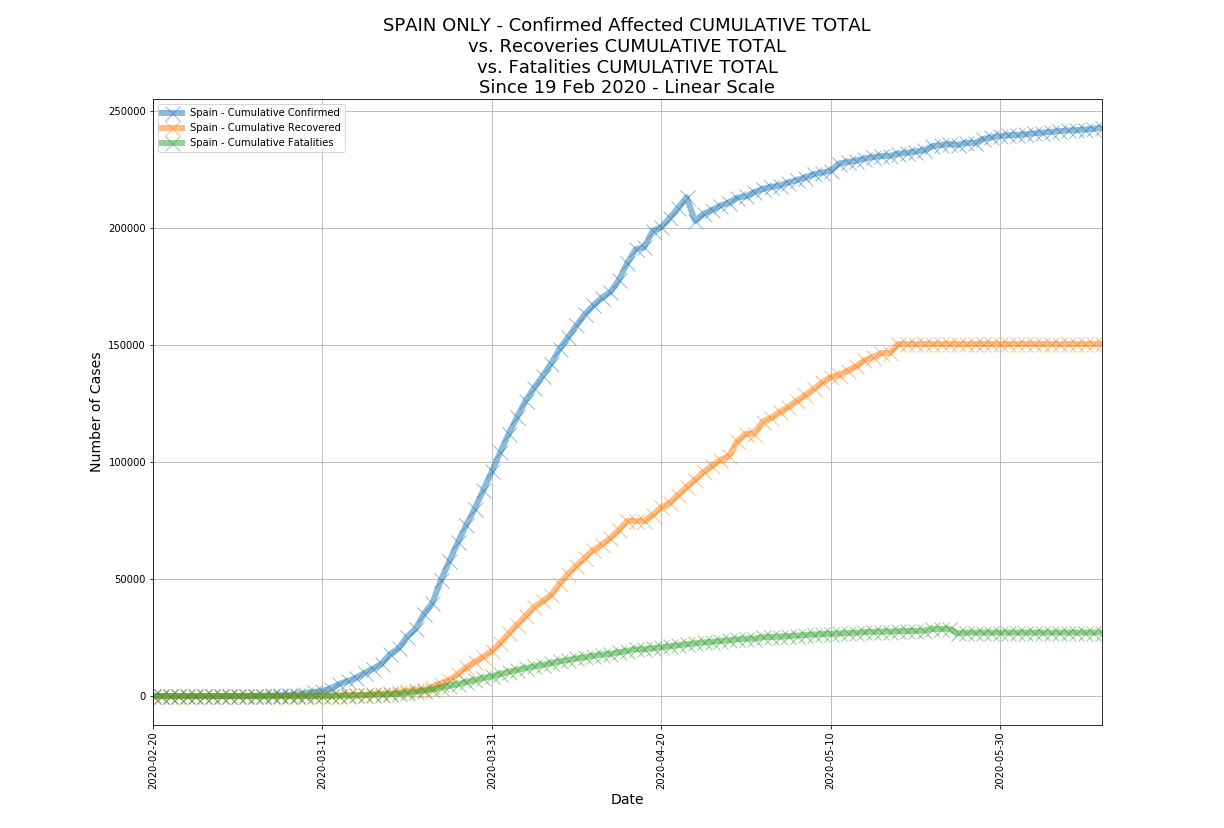 SPAIN ONLY - Confirmed Affected CUMULATIVE TOTAL
vs. Recoveries CUMULATIVE TOTAL
vs. Fatalities CUMULATIVE TOTAL
Since 19 Feb 2020 - Linear Scale
Spain - Cumulative Confirmed
Spain - Cumulative Recovered
Spain - Cumulative Fatalities
250000
200000
150000
100000
50000
0
Number of Cases
2020-02-20
2020-03-11
2020-03-31
2020-04-20
2020-05-10
2020-05-30
Date